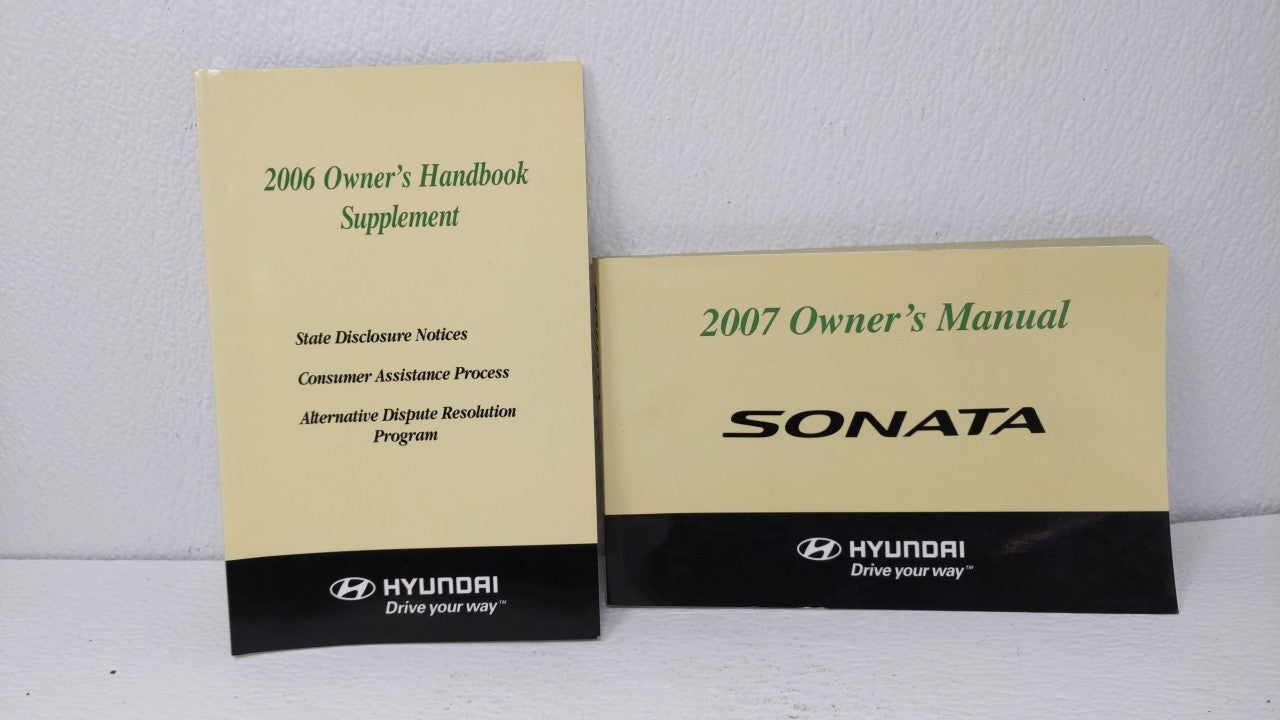 2006 Owner's Handbook
Supplement
State Disclosure Notices
Consumer Assistance Process
Alternative Dispute Resolution
Program
HYUNDAI
Drive your way™
2007 Owner's Manual
SONATA
HYUNDAI
Drive your way™